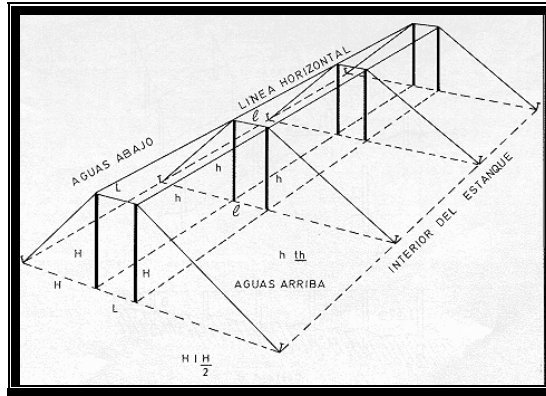 LINEA HORIZONTAL
AGUAS ABAJO
ℓ
L
h
h
h
ℓ
H
H
H
L
h th
AGUAS ARRIBA
INTERIOR DEL ESTANQUE
H I H
2